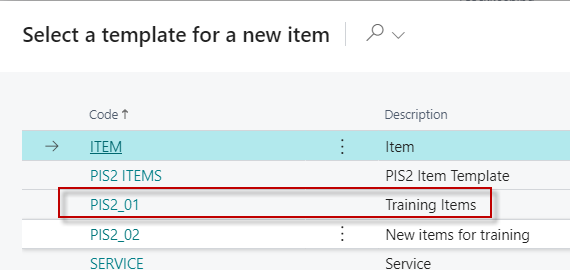 Select a template for a new item
Code ↑ Description
ITEM Item
PIS2 ITEMS PIS2 Item Template
PIS2_01 Training Items
PIS2_02 New items for training
SERVICE Service